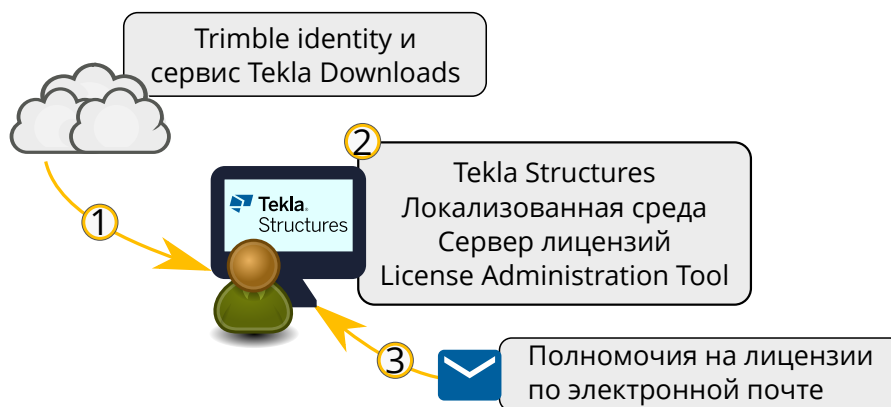 Trimble identity и
сервис Tekla Downloads
2
Tekla Structures
Локализованная среда
Сервер лицензий
License Administration Tool
Tekla.
Structures
1
3
Полномочия на лицензии
по электронной почте